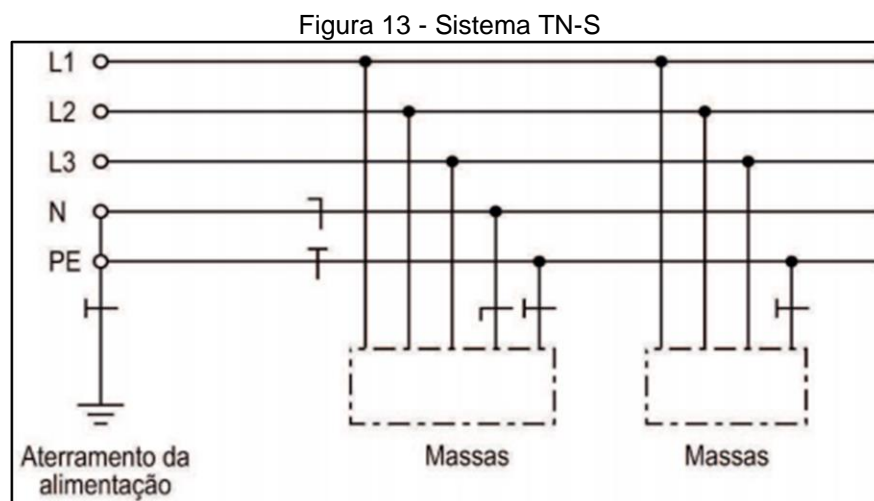 Figura 13 - Sistema TN-S
L1
L2
L3
N
PE
Aterramento da
alimentação
Massas
Massas